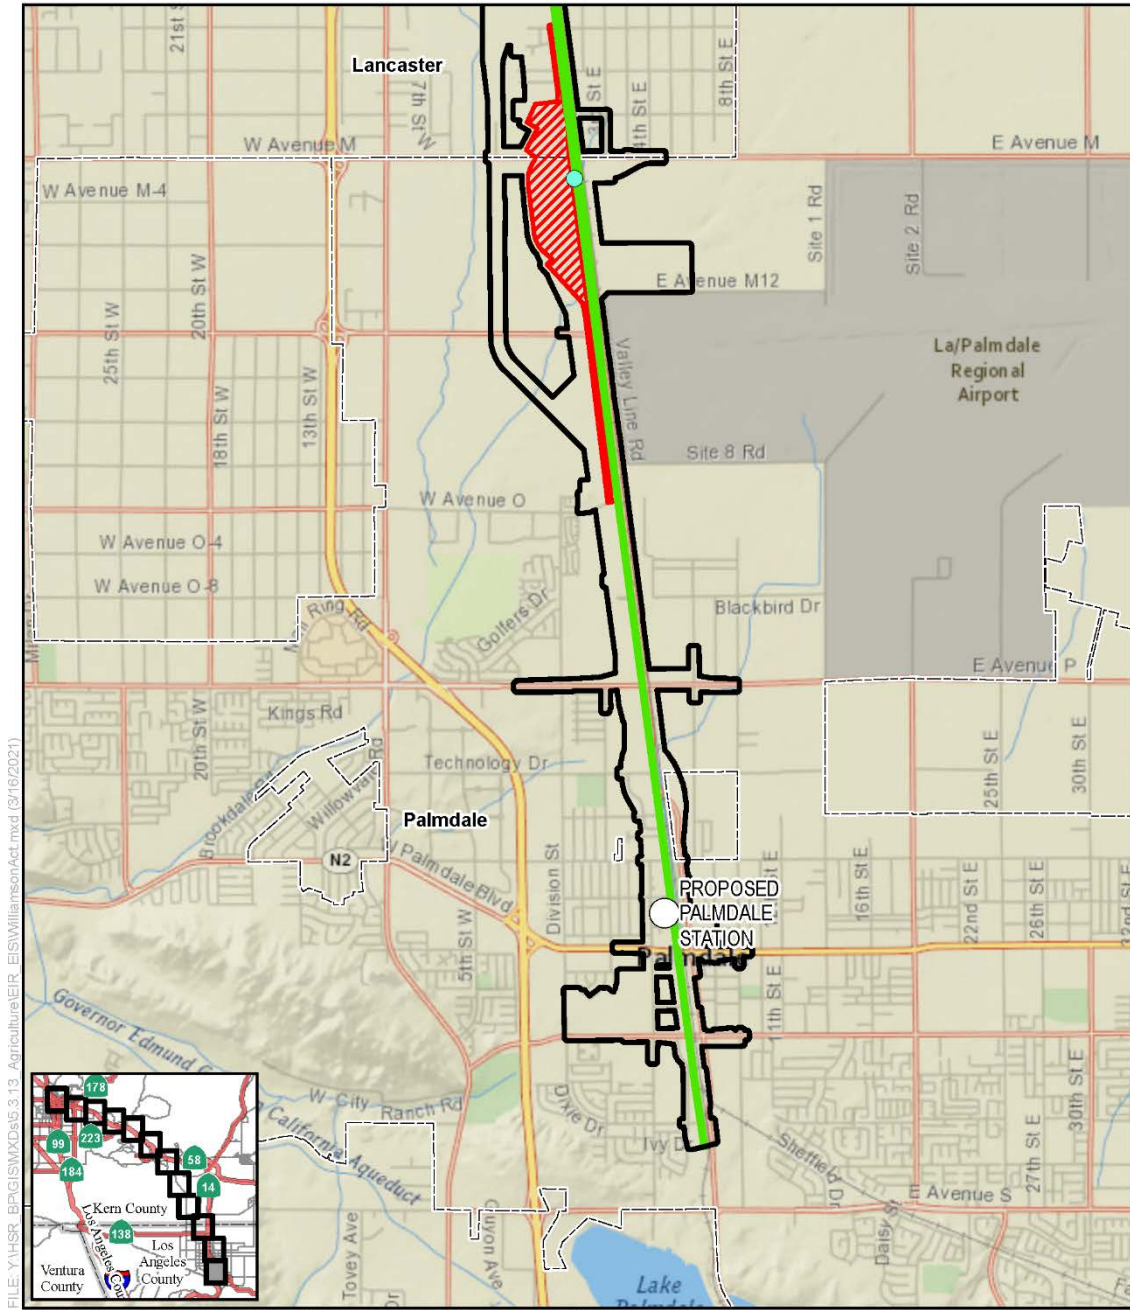 21st S
Lancaster
7th St W
3rd St E
4th St E
8th St E
W Avenue M
E Avenue M
W Avenue M-4
Site 1 Rd
Site 2 Rd
20th St W
25th St W
E Avenue M12
La/Palmdale
Regional
Airport
Valley Line Rd
18th St W
13th St W
Site 8 Rd
W Avenue O
W Avenue O-4
W Avenue O-8
Ring Rd
Golfers Dr
Blackbird Dr
E Avenue P
Kings Rd
20th St W
Technology Dr
Brookdale
Willowvale Rd
Palmdale
25th St E
30th St E
N2
Palmdale Blvd
Division St
5th St W
PROPOSED
PALMDALE
STATION
Palmdale
16th St E
22nd St E
26th St E
11th St E
Governor Edmund
California Aqueduct
W City Ranch Rd
Dixie Dr
Ivy D
Sheffield Dr
30th St E
27th St E
E Avenue S
Daisy St
Tovey Ave
Guyon Ave
Lake
Palmdale
178
99
223
184
58
14
Kern County
138
Los Angeles Cou
Los
Angeles
County
Ventura
County
FILE: Y:\HSR_BP\GIS\MXDs\5.3.13_Agriculture\EIR_EIS\WilliamsonAct.mxd (3/16/2021)